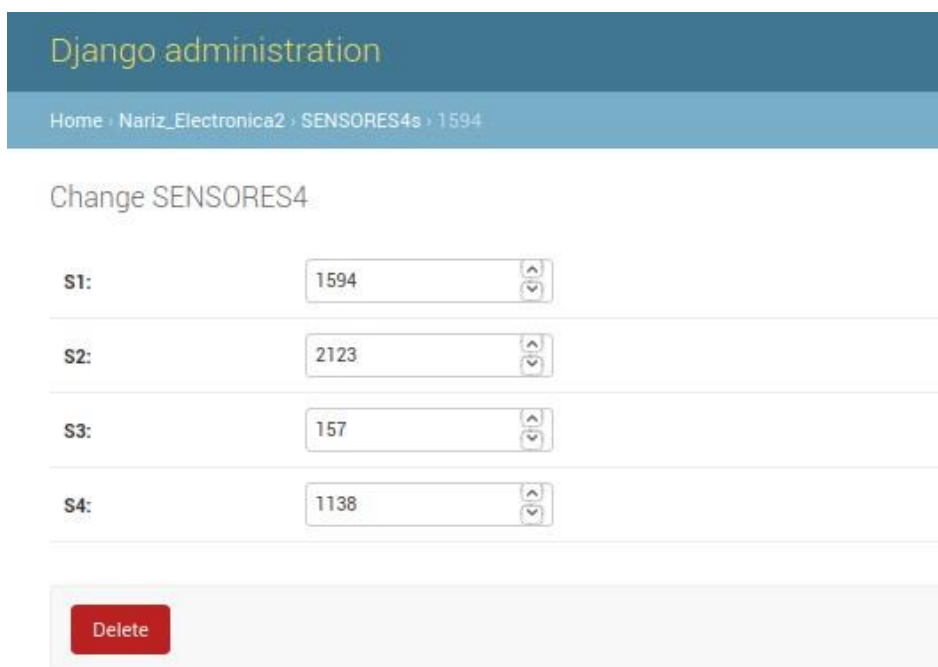 Django administration
Home › Nariz_Electronica2 › SENSORES4s › 1594
Change SENSORES4
S1: 1594
S2: 2123
S3: 157
S4: 1138
Delete